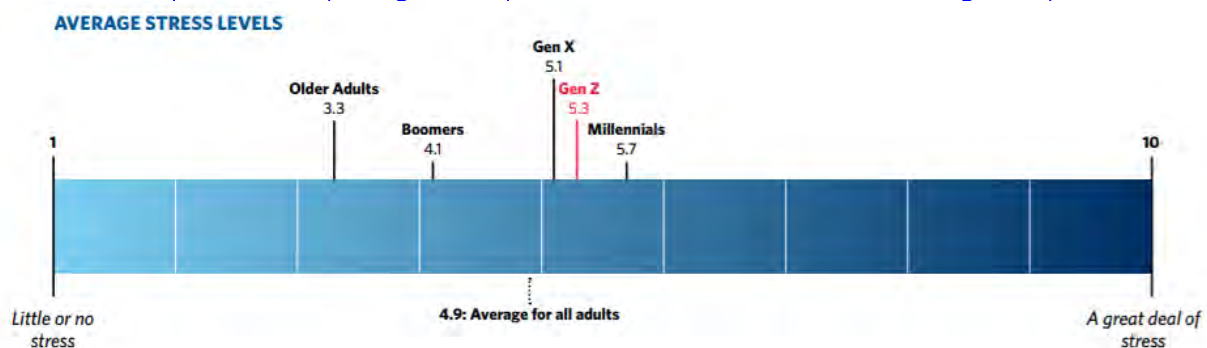 AVERAGE STRESS LEVELS
Gen X
5.1
Older Adults
3.3
Gen Z
5.3
Boomers
4.1
Millennials
5.7
1
10
4.9: Average for all adults
Little or no
stress
A great deal of
stress